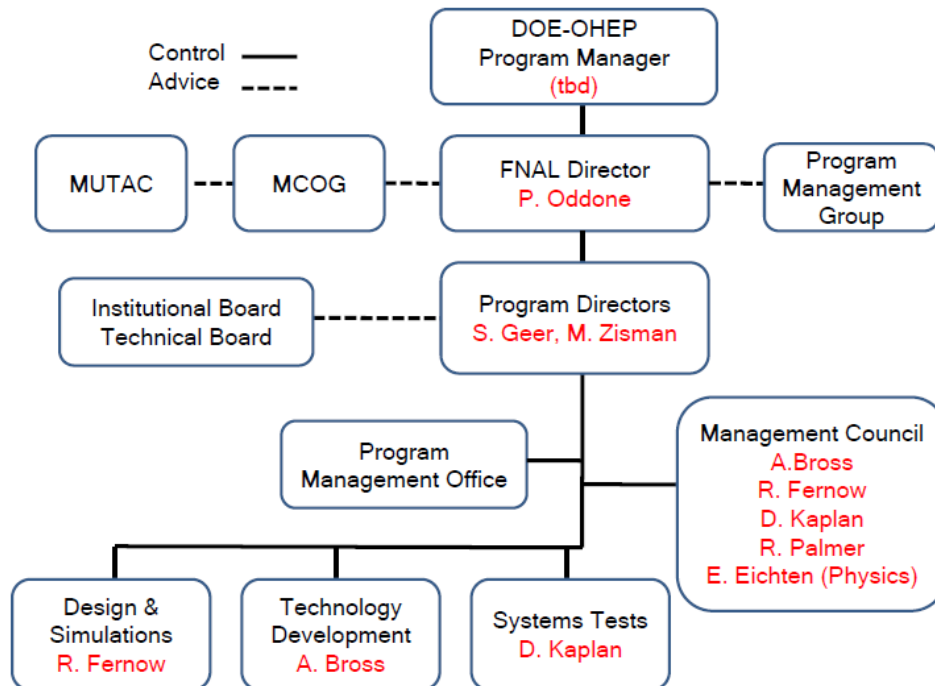 DOE-OHEP
Program Manager
(tbd)
Control
Advice
MUTAC
MCOG
FNAL Director
P. Oddone
Program
Management
Group
Institutional Board
Technical Board
Program Directors
S. Geer, M. Zisman
Program
Management Office
Management Council
A.Bross
R. Fernow
D. Kaplan
R. Palmer
E. Eichten (Physics)
Design &
Simulations
R. Fernow
Technology
Development
A. Bross
Systems Tests
D. Kaplan